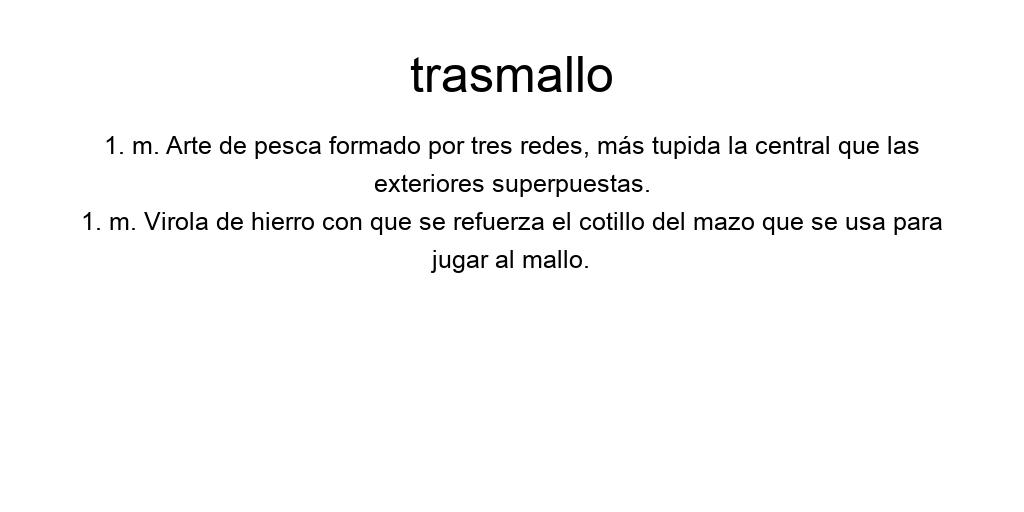 trasmallo
1. m. Arte de pesca formado por tres redes, más tupida la central que las
exteriores superpuestas.
1. m. Virola de hierro con que se refuerza el cotillo del mazo que se usa para
jugar al mallo.